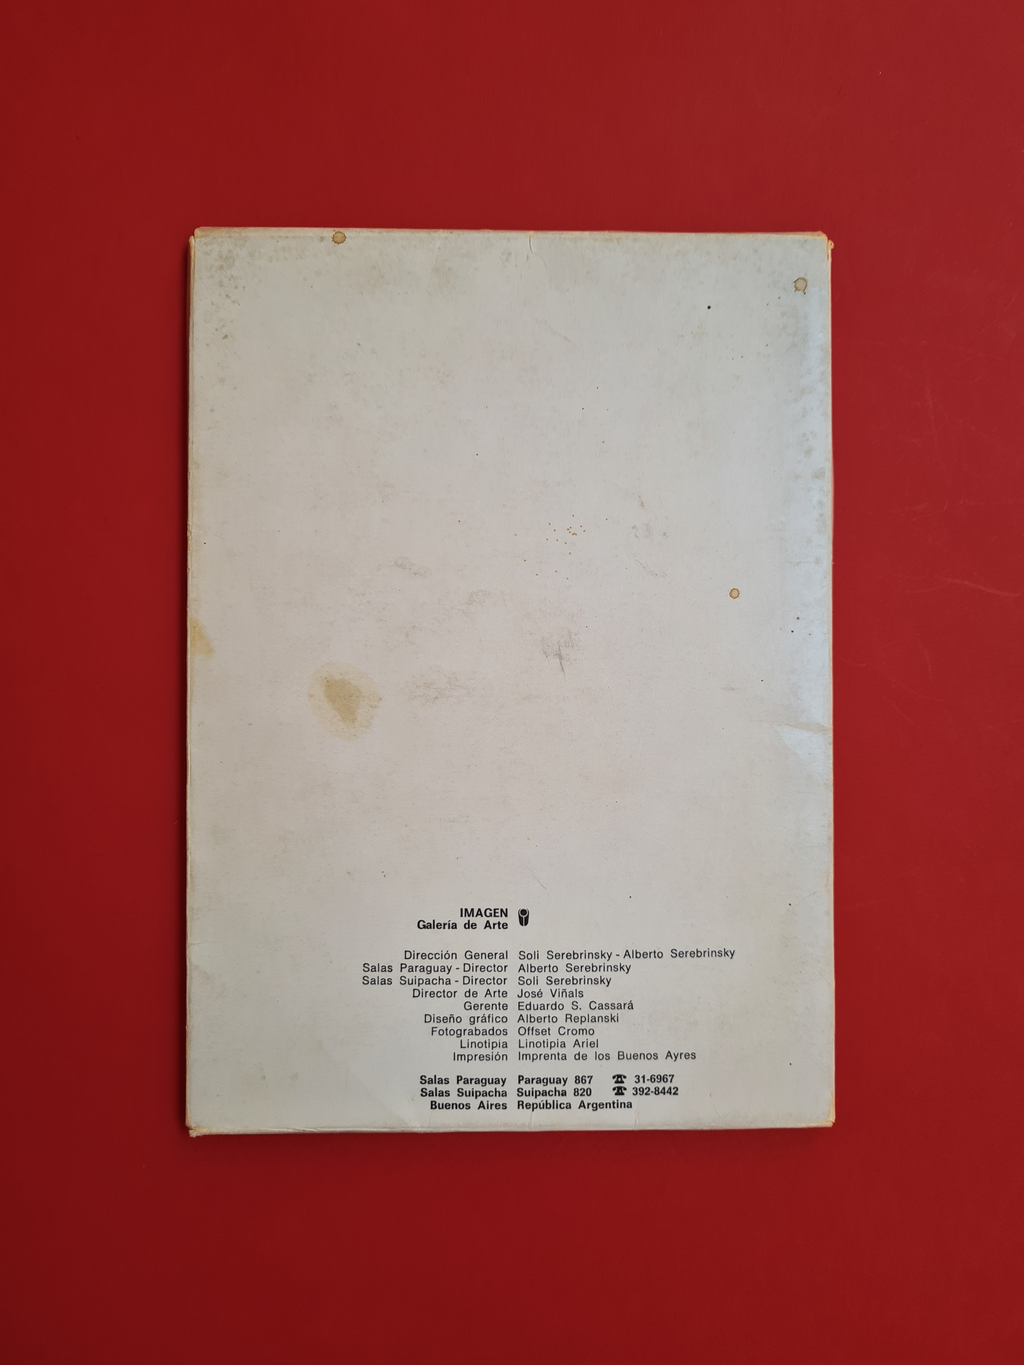 IMAGEN
Galería de Arte
Dirección General Soli Serebrinsky - Alberto Serebrinsky
Salas Paraguay - Director Alberto Serebrinsky
Salas Suipacha - Director Soli Serebrinsky
Director de Arte José Viñals
Gerente Eduardo S. Cassará
Diseño gráfico Alberto Replanski
Fotograbados Offset Cromo
Linotipia Linotipia Ariel
Impresión Imprenta de los Buenos Ayres
Salas Paraguay Paraguay 867 ☎ 31-6967
Salas Suipacha Suipacha 820 ☎ 392-8442
Buenos Aires República Argentina